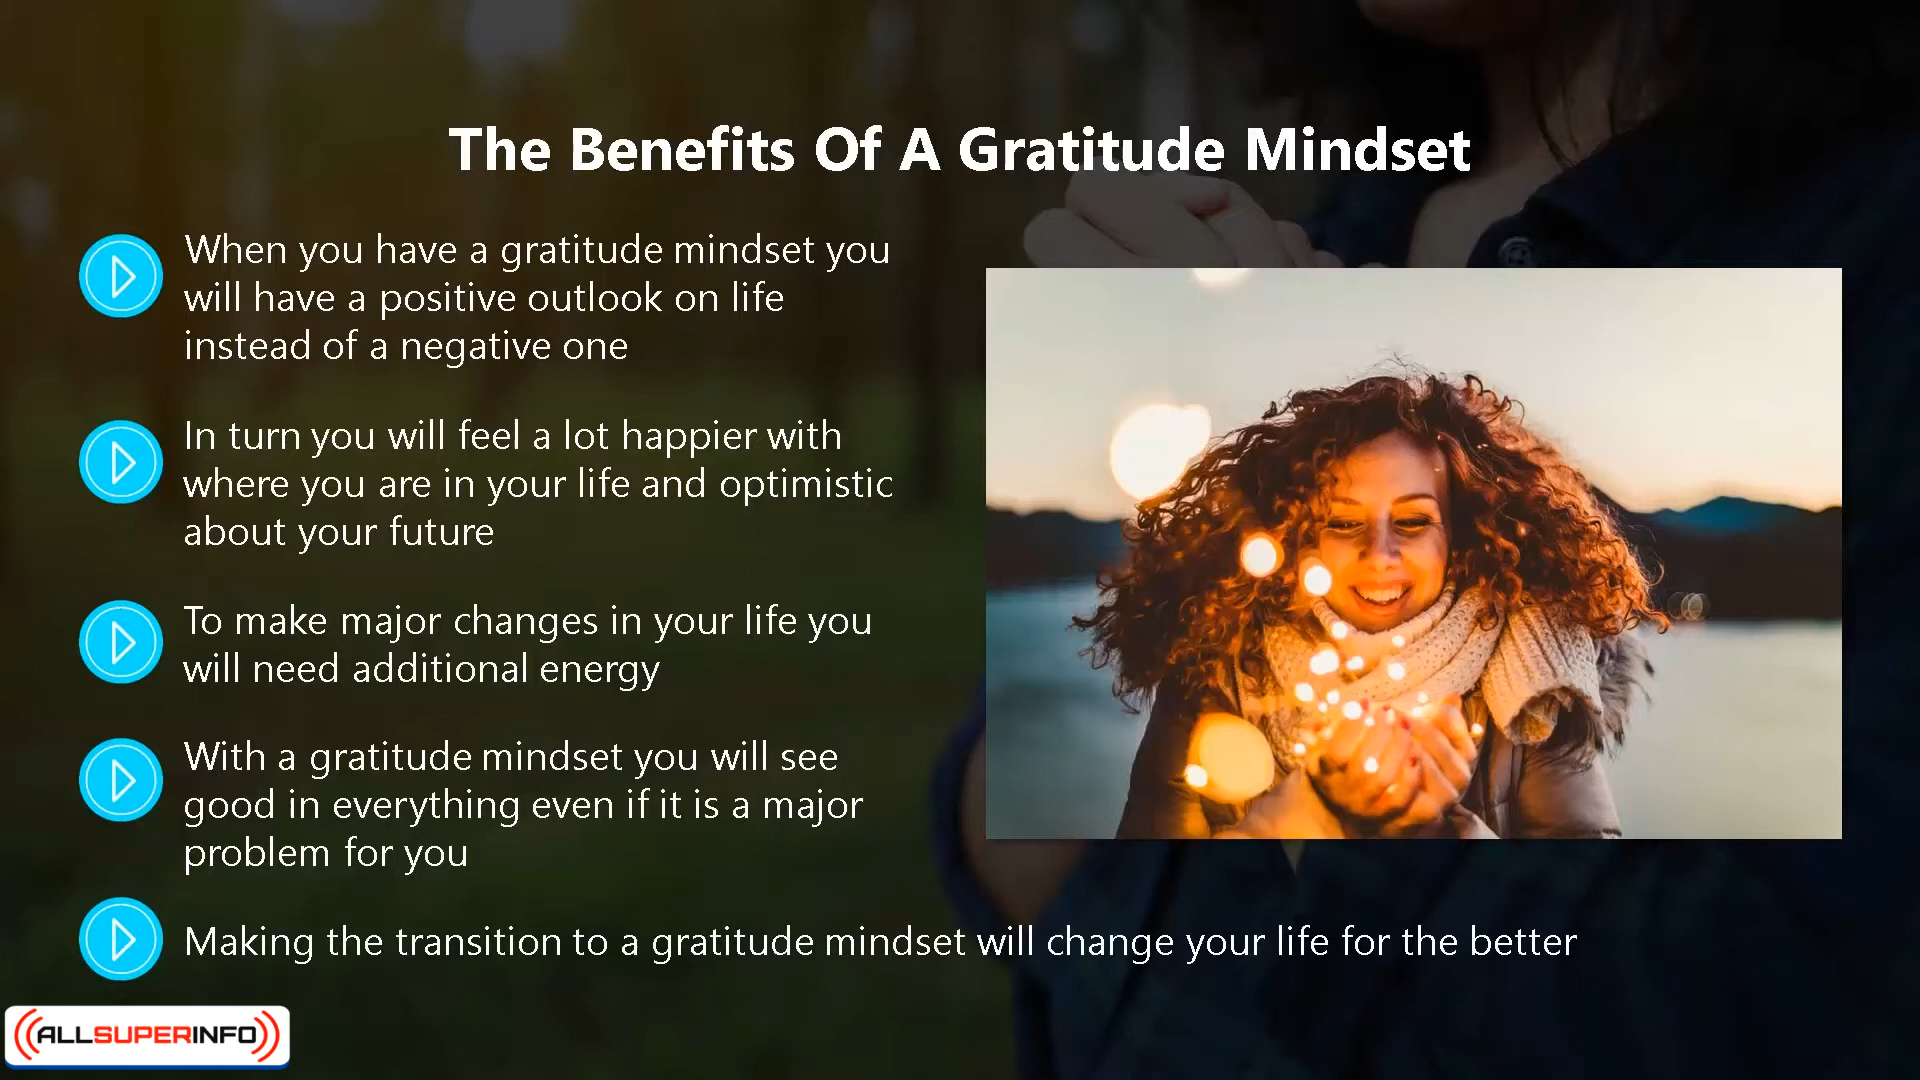 The Benefits Of A Gratitude Mindset
When you have a gratitude mindset you
will have a positive outlook on life
instead of a negative one
In turn you will feel a lot happier with
where you are in your life and optimistic
about your future
To make major changes in your life you
will need additional energy
With a gratitude mindset you will see
good in everything even if it is a major
problem for you
Making the transition to a gratitude mindset will change your life for the better
ALLSUPERINFO